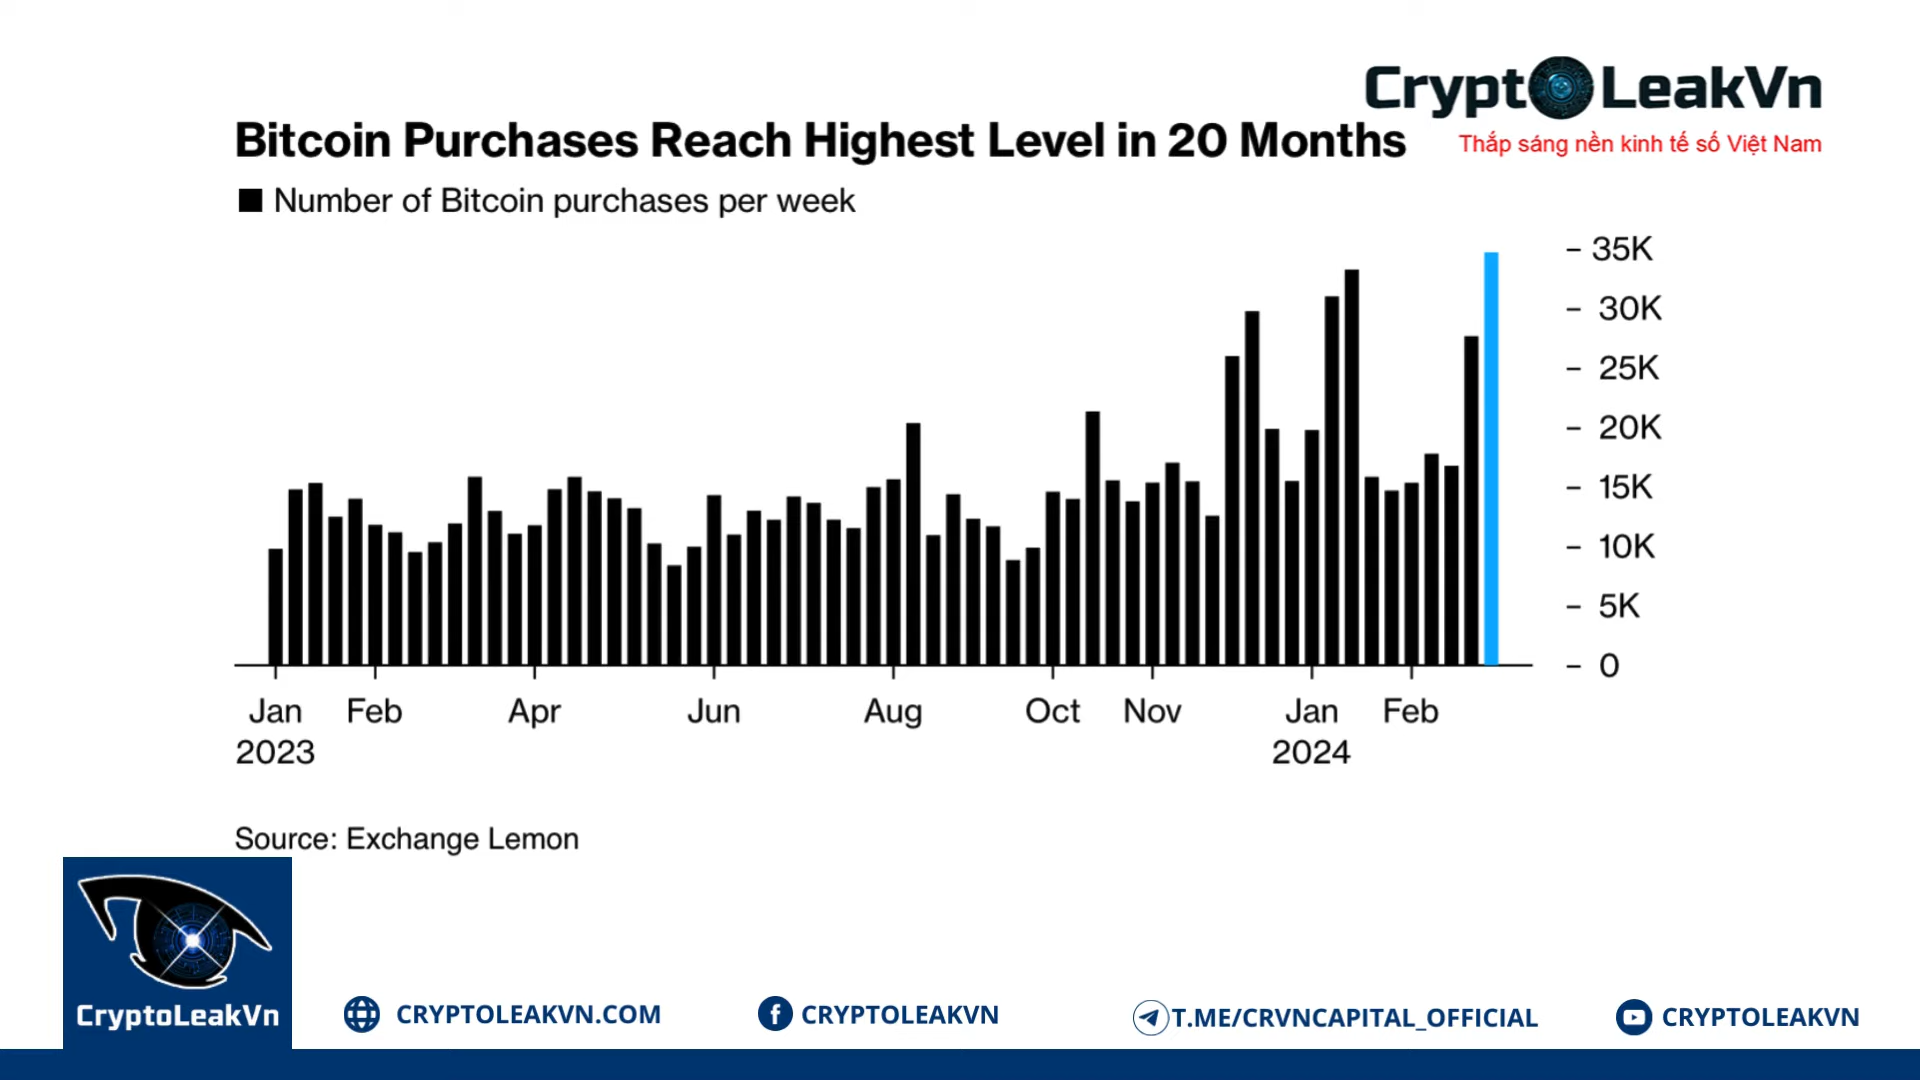 CryptoLeakVn
Thắp sáng nền kinh tế số Việt Nam
Bitcoin Purchases Reach Highest Level in 20 Months
Number of Bitcoin purchases per week
35K
30K
25K
20K
15K
10K
5K
0
Jan Feb Apr Jun Aug Oct Nov Jan Feb
2023 2024
Source: Exchange Lemon
CryptoLeakVn
CRYPTOLEAKVN.COM CRYPTOLEAKVN T.ME/CRVNCAPITAL_OFFICIAL CRYPTOLEAKVN